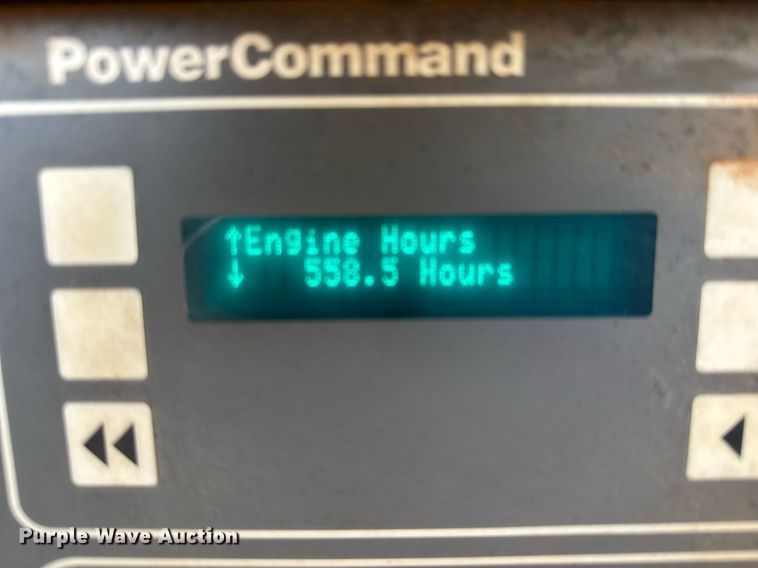 PowerCommand
↑Engine Hours
↓ 558.5 Hours
Purple Wave Auction